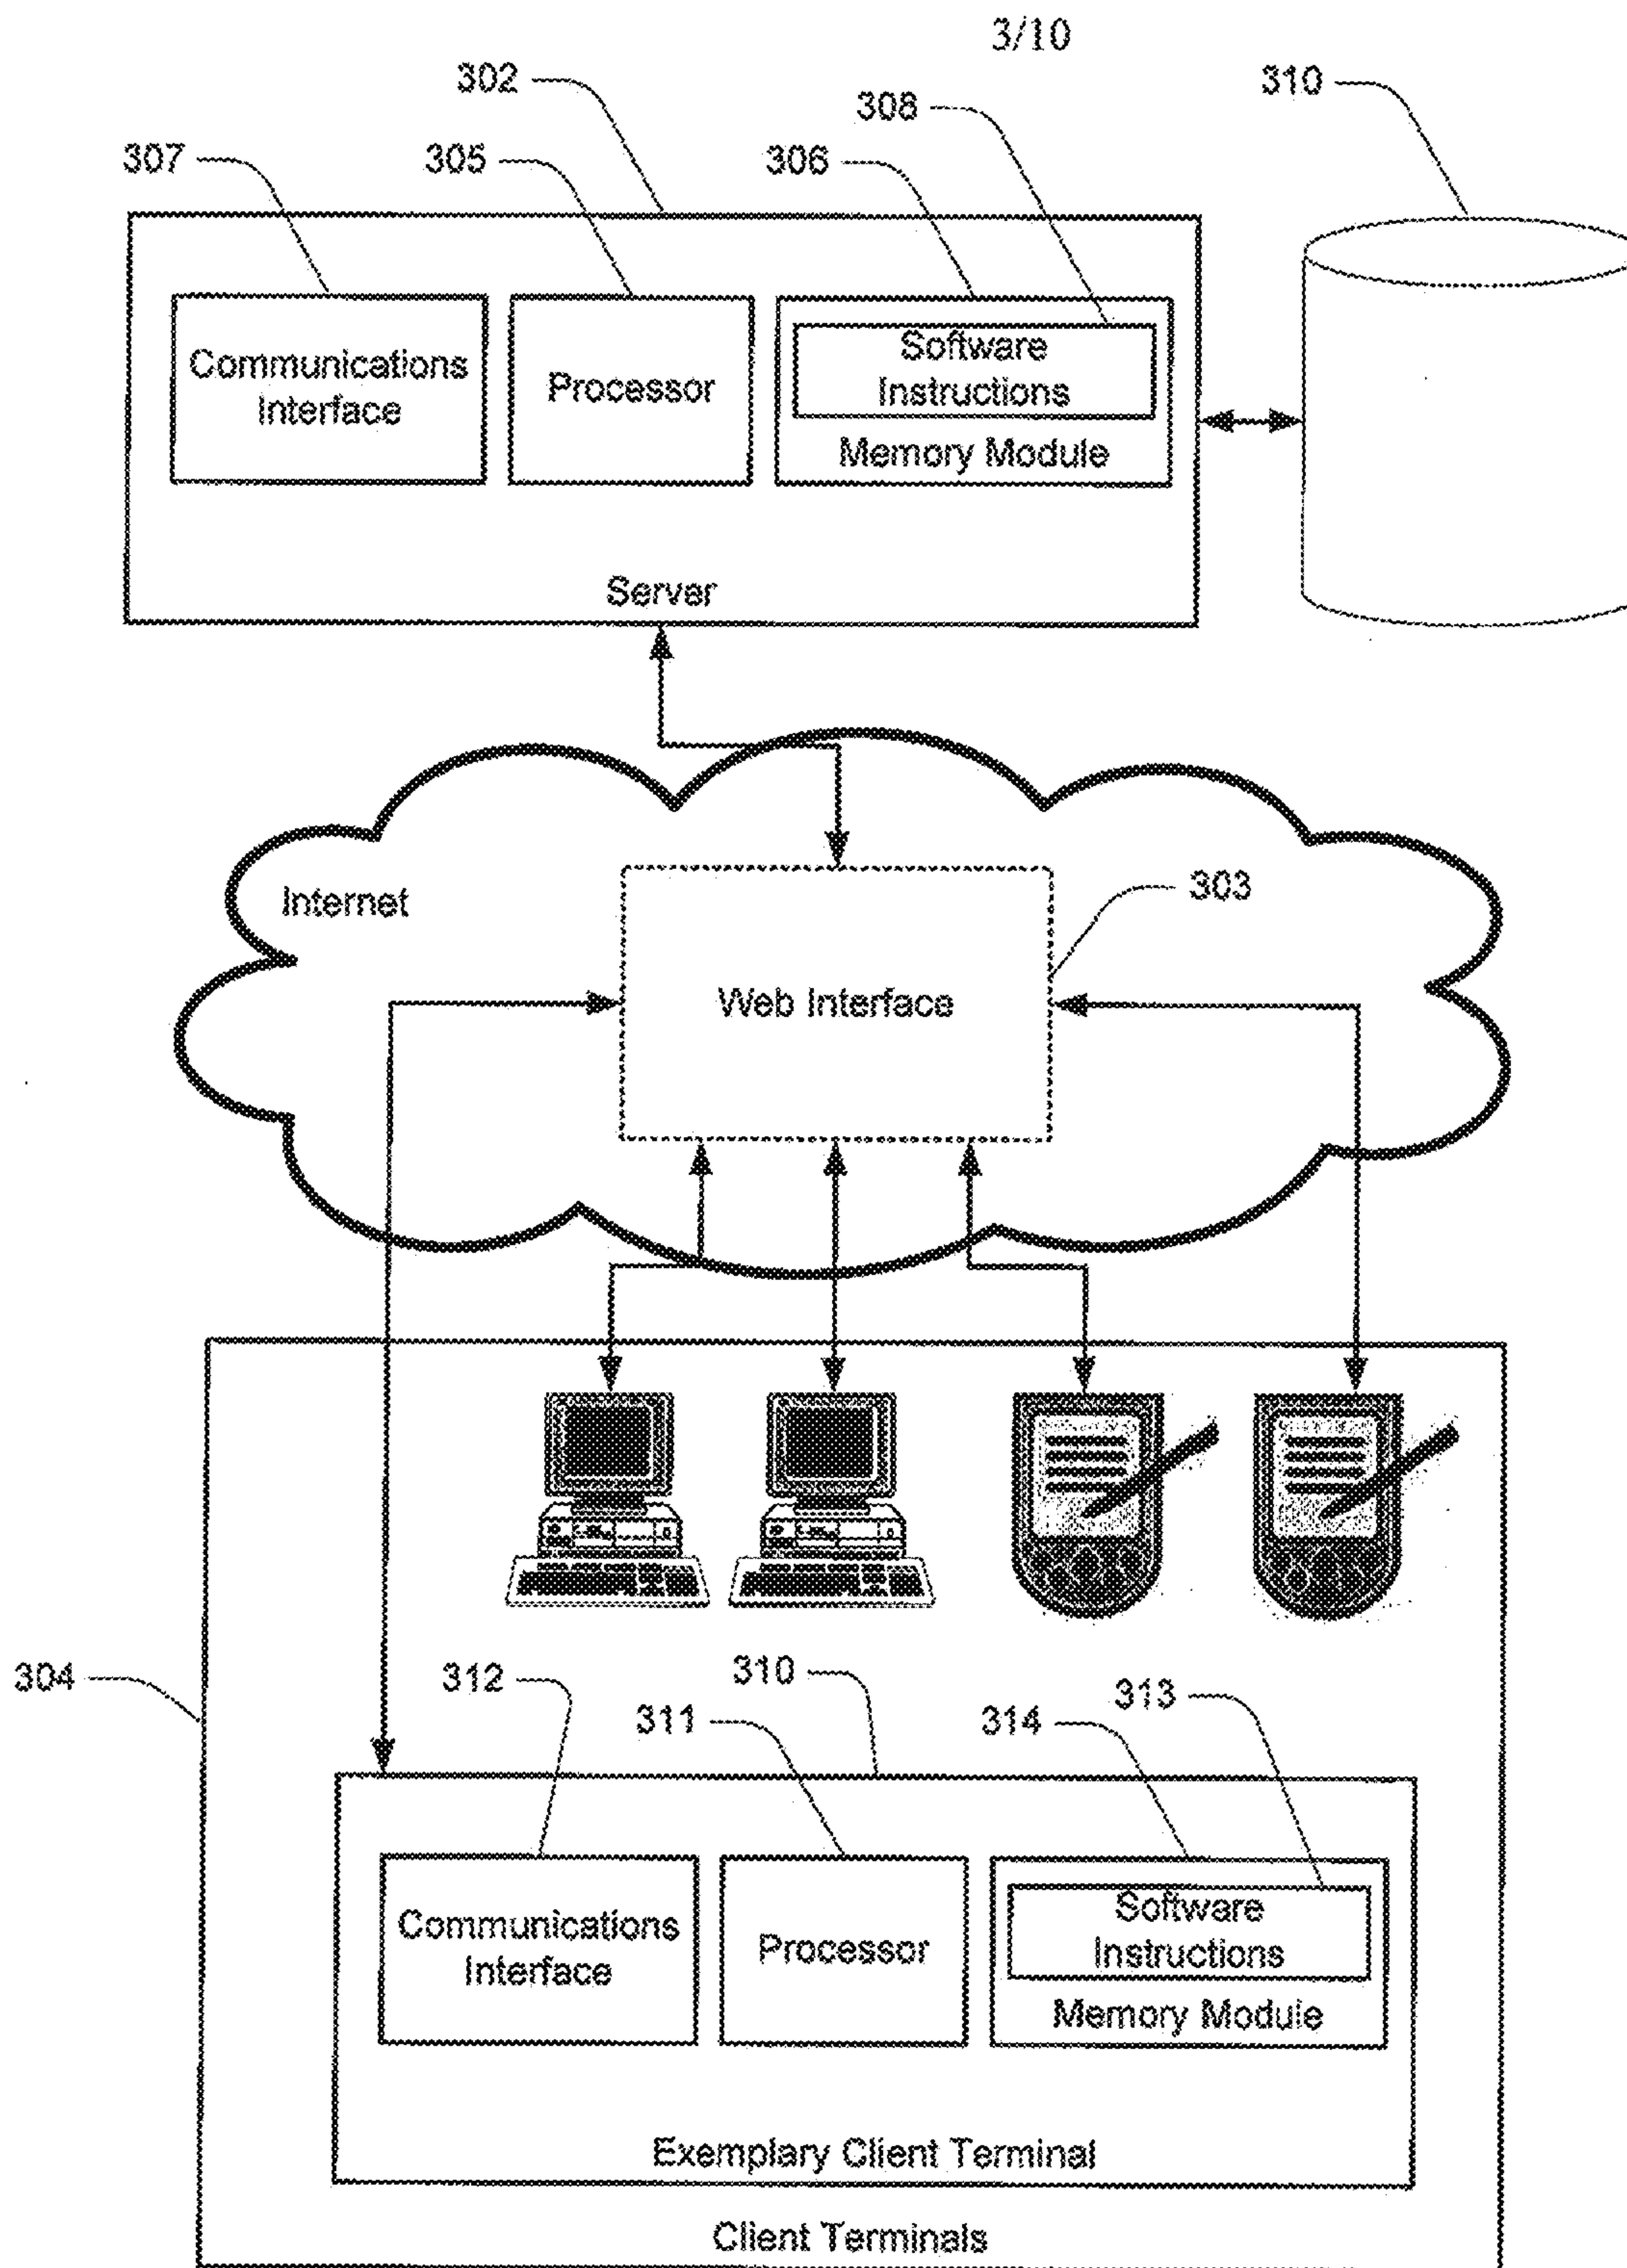 3/10
302
308
310
307
305
306
Communications
Interface
Processor
Software
Instructions
Memory Module
Server
Internet
303
Web Interface
304
312
310
313
311
314
Communications
Interface
Processor
Software
Instructions
Memory Module
Exemplary Client Terminal
Client Terminals